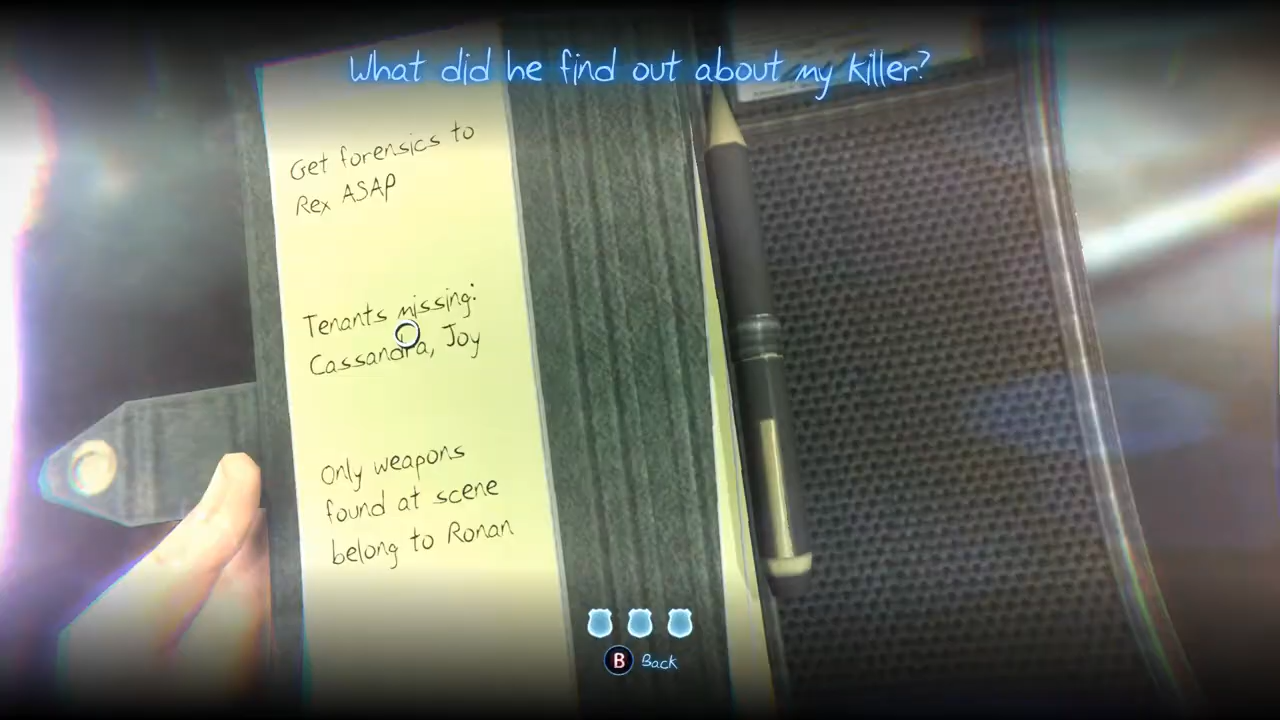 What did he find out about my killer?
Get forensics to
Rex ASAP
Tenants missing:
Cassandra, Joy
Only weapons
found at scene
belong to Ronan
B Back